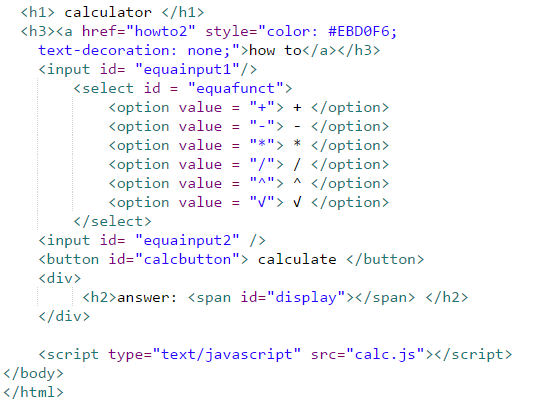 <h1> calculator </h1>
<h3><a href="howto2" style="color: #EBD0F6;
text-decoration: none;">how to</a></h3>
<input id= "equainput1"/>
<select id = "equafunct">
<option value = "+"> + </option>
<option value = "-"> - </option>
<option value = "*"> * </option>
<option value = "/"> / </option>
<option value = "^"> ^ </option>
<option value = "√"> √ </option>
</select>
<input id= "equainput2" />
<button id="calcbutton"> calculate </button>
<div>
<h2>answer: <span id="display"></span> </h2>
</div>
<script type="text/javascript" src="calc.js"></script>
</body>
</html>